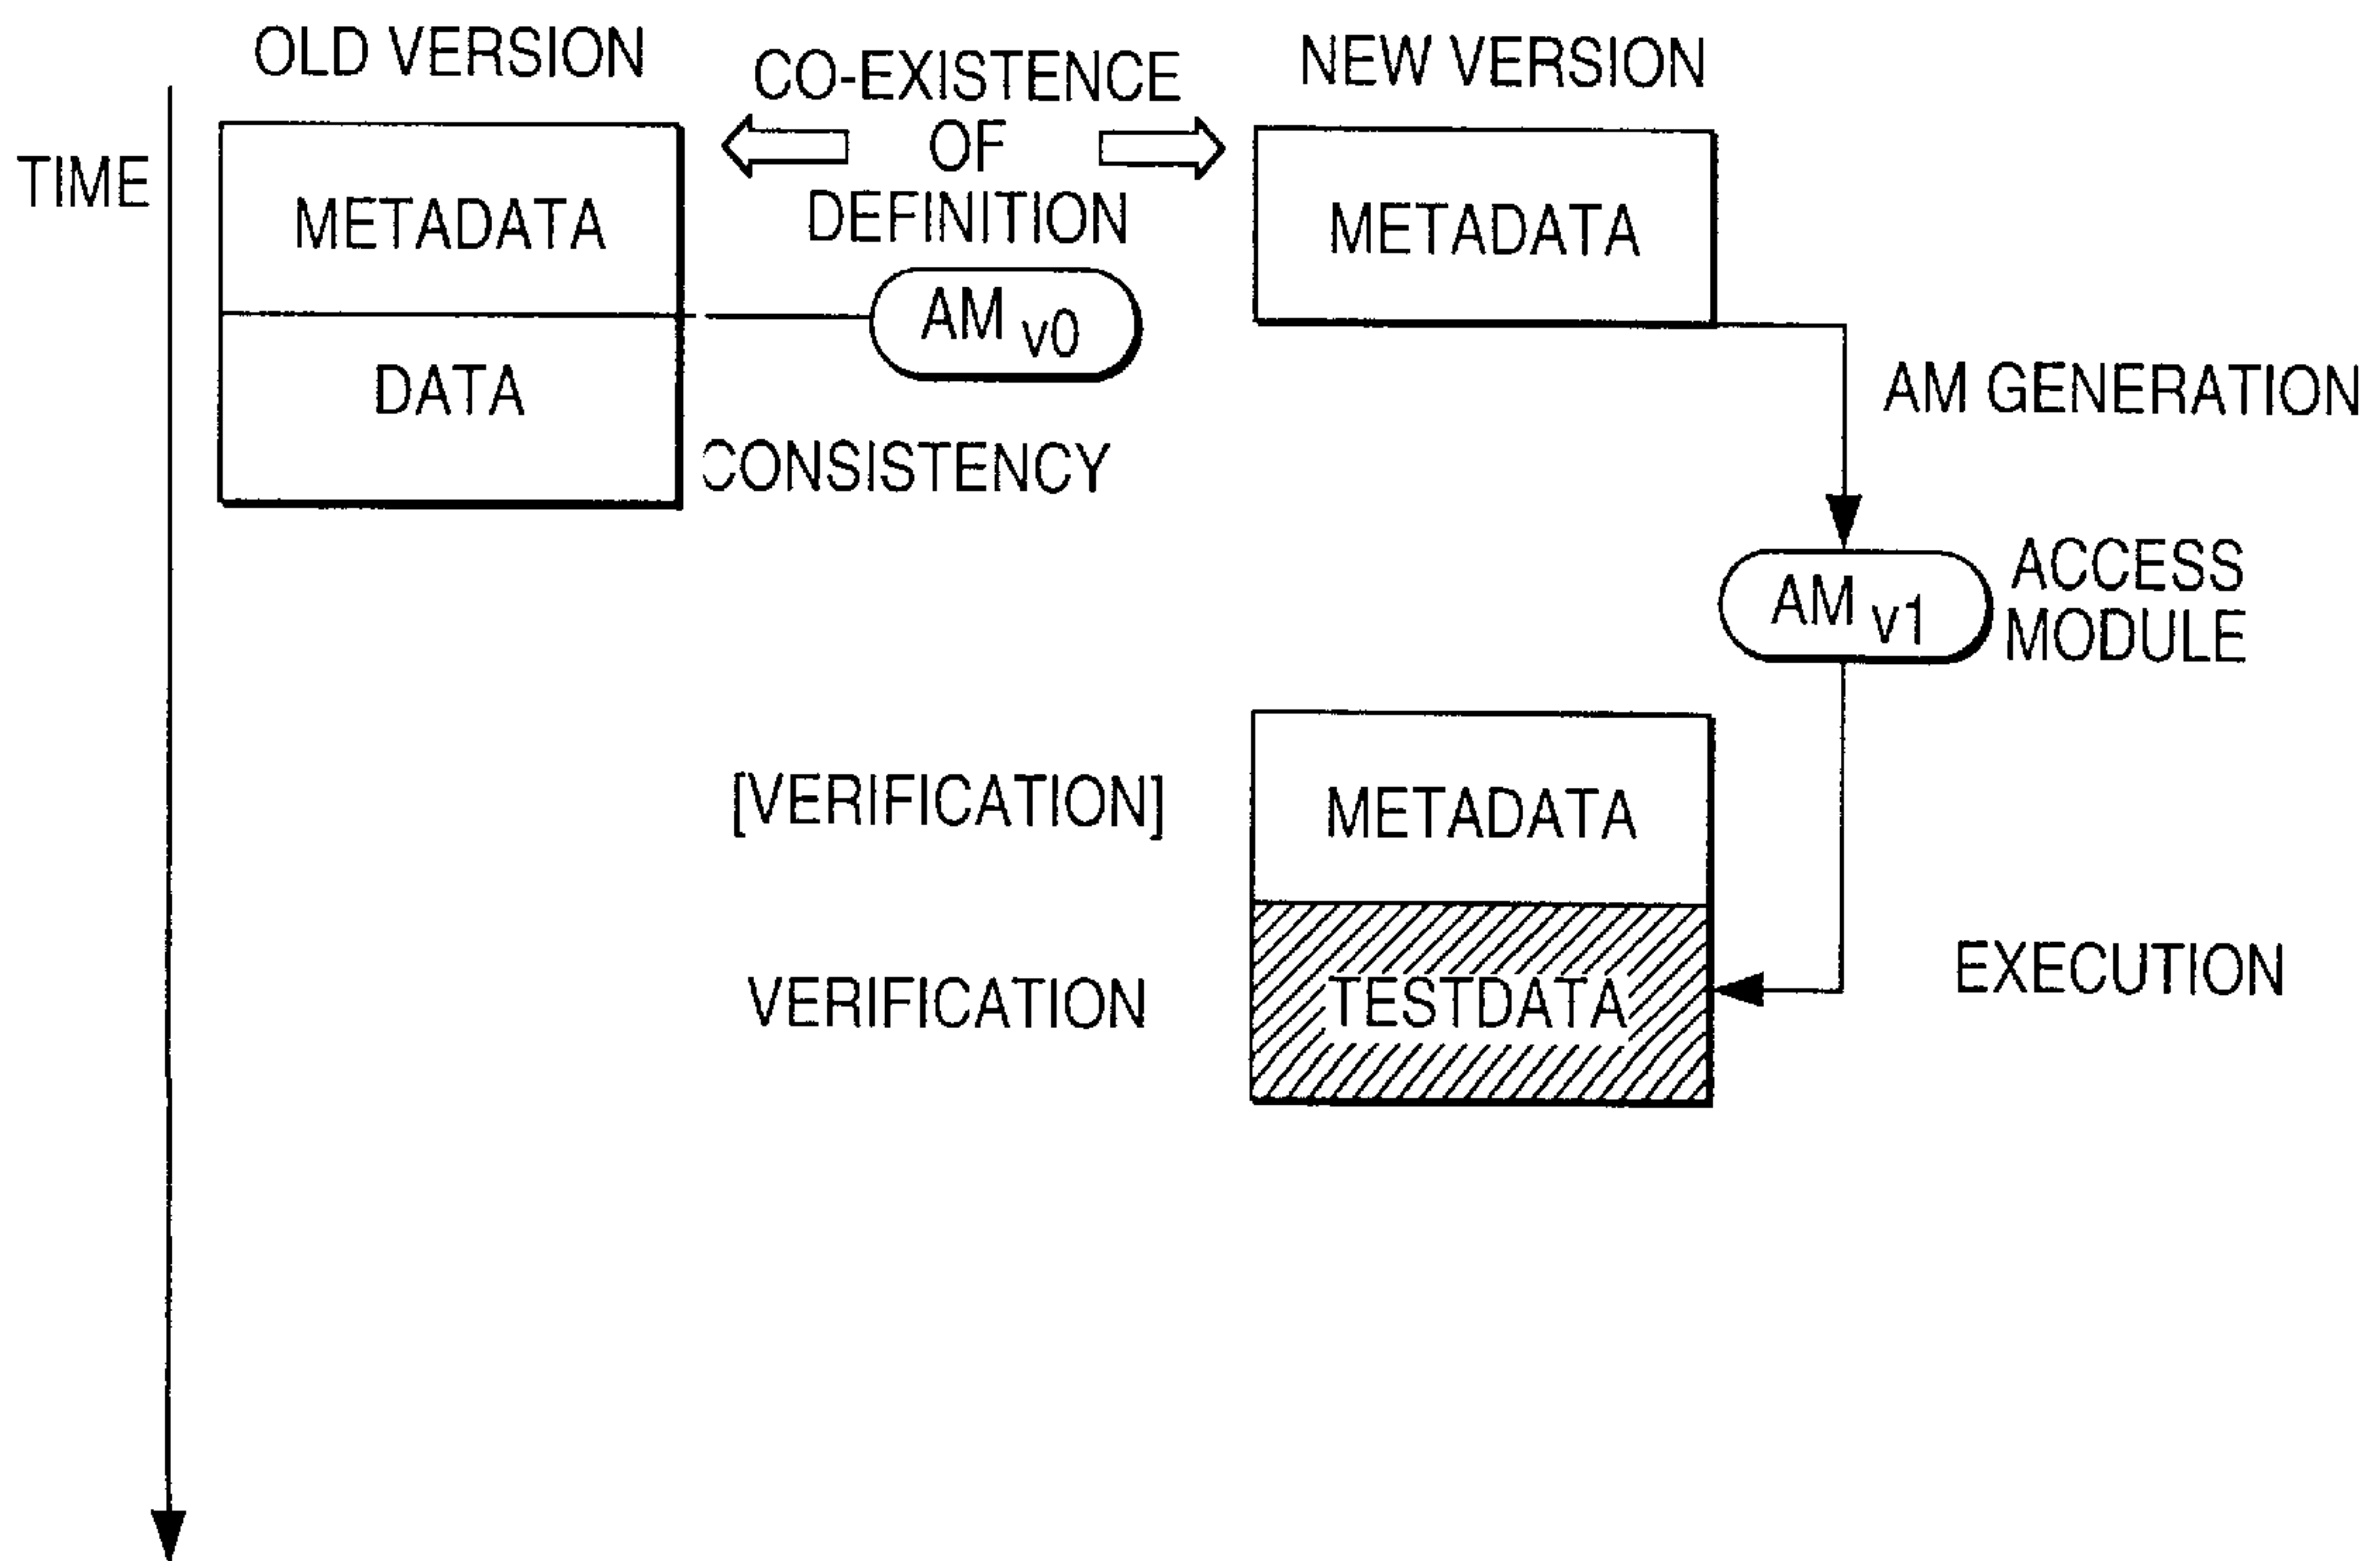 OLD VERSION
CO-EXISTENCE
OF
DEFINITION
NEW VERSION
TIME
METADATA
DATA
AM v0
CONSISTENCY
METADATA
AM GENERATION
AM v1
ACCESS
MODULE
[VERIFICATION]
METADATA
VERIFICATION
TESTDATA
EXECUTION